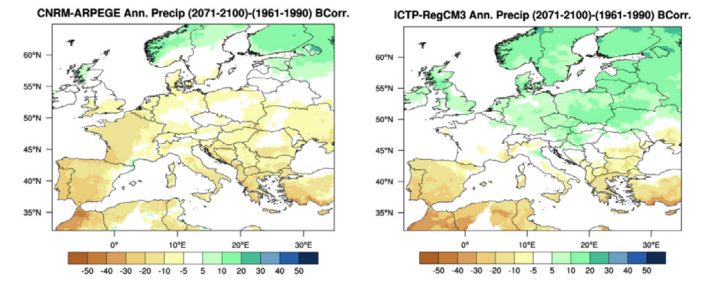 CNRM-ARPEGE Ann. Precip (2071-2100)-(1961-1990) BCorr.
60°N
55°N
50°N
45°N
40°N
35°N
0° 10°E 20°E 30°E
-50 -40 -30 -20 -10 -5 5 10 20 30 40 50
ICTP-RegCM3 Ann. Precip (2071-2100)-(1961-1990) BCorr.
60°N
55°N
50°N
45°N
40°N
35°N
0° 10°E 20°E 30°E
-50 -40 -30 -20 -10 -5 5 10 20 30 40 50